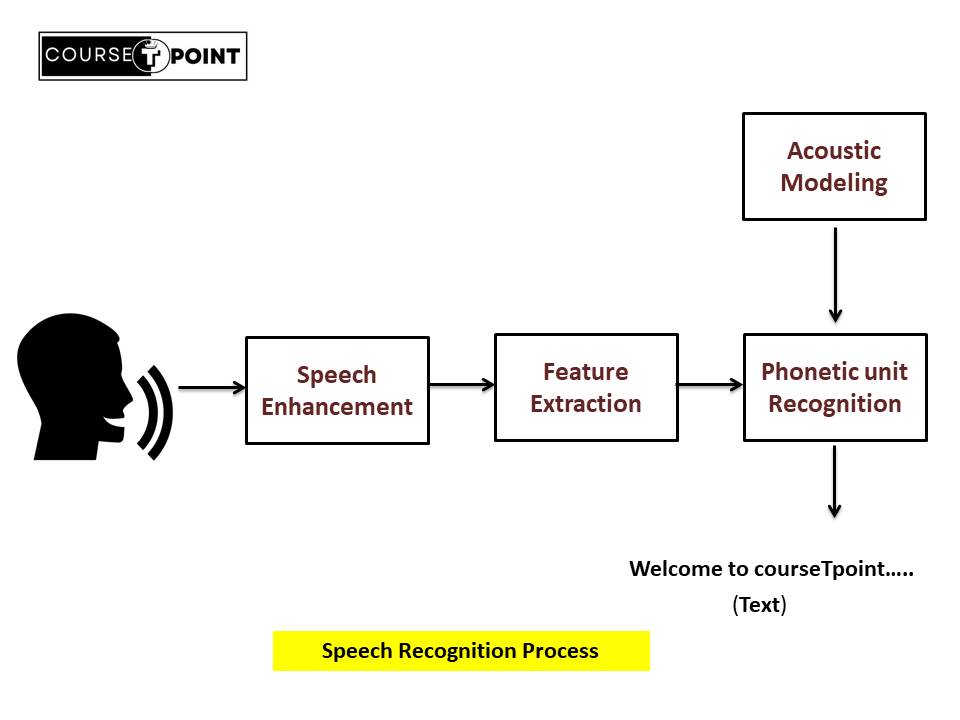 COURSE T POINT
Acoustic
Modeling
Speech
Enhancement
Feature
Extraction
Phonetic unit
Recognition
Welcome to courseTpoint…..
(Text)
Speech Recognition Process